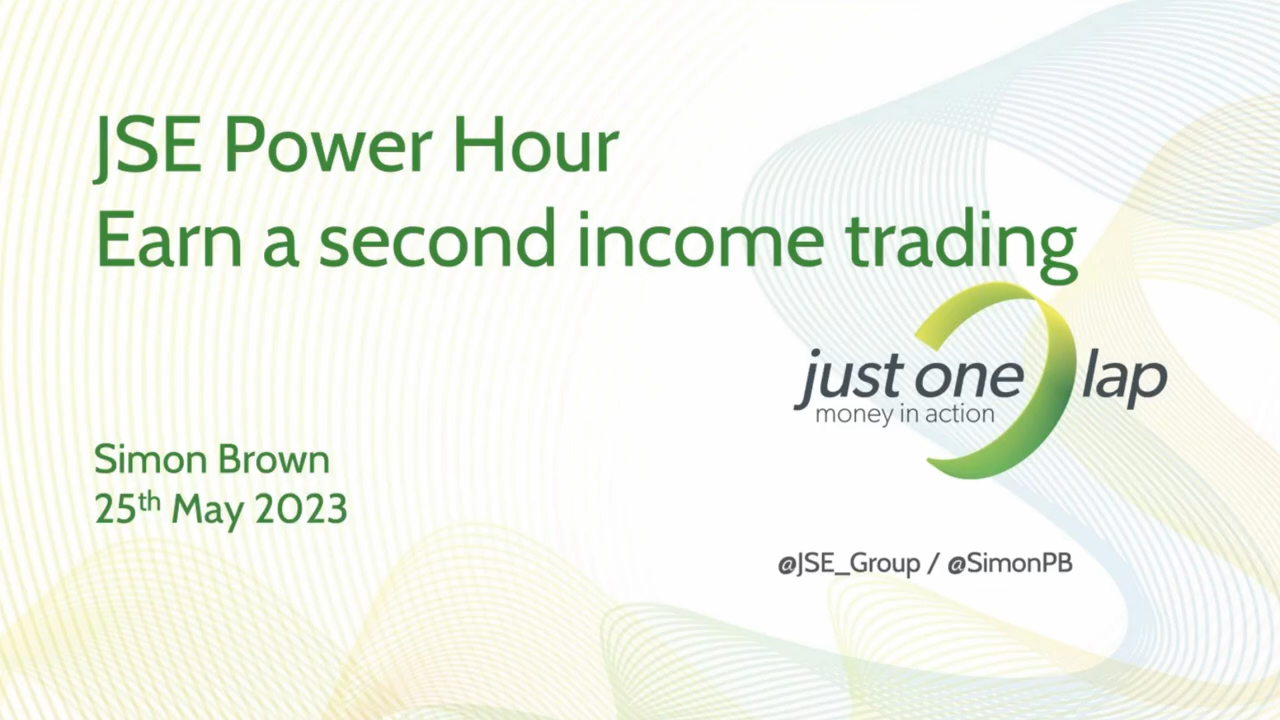 JSE Power Hour
Earn a second income trading
just one lap
money in action
Simon Brown
25th May 2023
@JSE_Group / @SimonPB